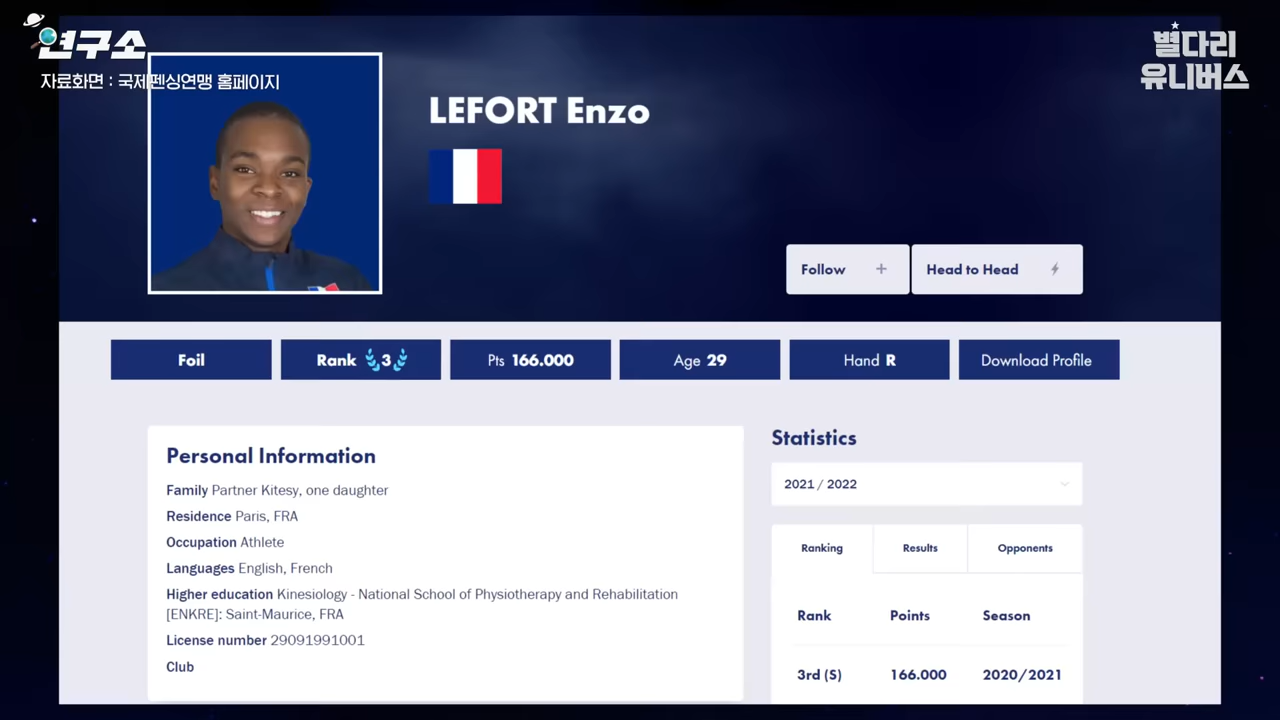 연구소
별다리
유니버스
자료화면 : 국제펜싱연맹 홈페이지
LEFORT Enzo
Follow +
Head to Head
Foil
Rank 3
Pts 166.000
Age 29
Hand R
Download Profile
Personal Information
Family Partner Kitesy, one daughter
Residence Paris, FRA
Occupation Athlete
Languages English, French
Higher education Kinesiology - National School of Physiotherapy and Rehabilitation
[ENKRE]: Saint-Maurice, FRA
License number 29091991001
Club
Statistics
2021 / 2022
Ranking Results Opponents
Rank Points Season
3rd (S) 166.000 2020/2021